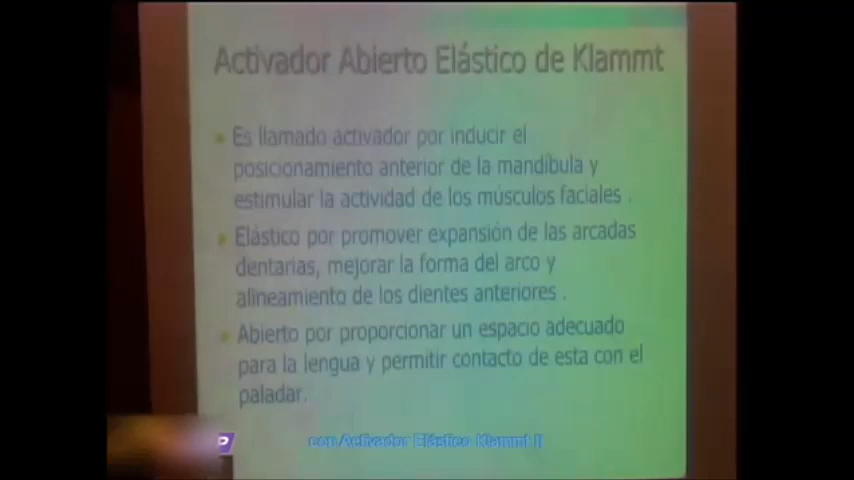 Activador Abierto Elástico de Klammt
Es llamado activador por inducir el
posicionamiento anterior de la mandíbula y
estimular la actividad de los músculos faciales .
Elástico por promover expansión de las arcadas
dentarias, mejorar la forma del arco y
alineamiento de los dientes anteriores .
Abierto por proporcionar un espacio adecuado
para la lengua y permitir contacto de esta con el
paladar.
P con Activador Elástico Klammt II